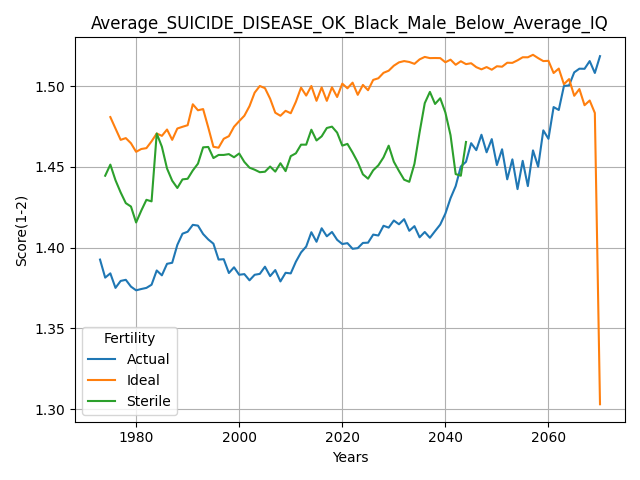 Average_SUICIDE_DISEASE_OK_Black_Male_Below_Average_IQ
Score(1-2)
1.50
1.45
1.40
1.35
1.30
Fertility
Actual
Ideal
Sterile
1980
2000
2020
2040
2060
Years